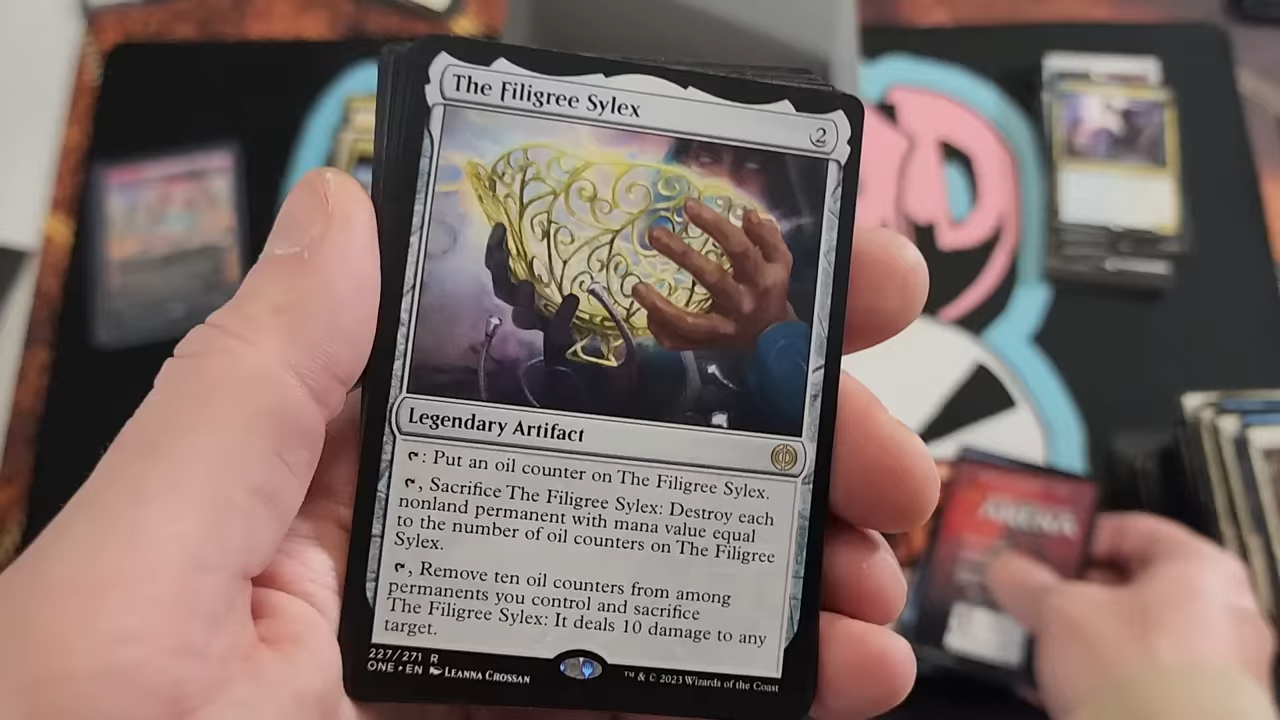 The Filigree Sylex
2
Legendary Artifact
: Put an oil counter on The Filigree Sylex.
, Sacrifice The Filigree Sylex: Destroy each
nonland permanent with mana value equal
to the number of oil counters on The Filigree
Sylex.
, Remove ten oil counters from among
permanents you control and sacrifice
The Filigree Sylex: It deals 10 damage to any
target.
227/271 R
ONE • EN LEANNA CROSSAN
™ & © 2023 Wizards of the Coast
ARENA